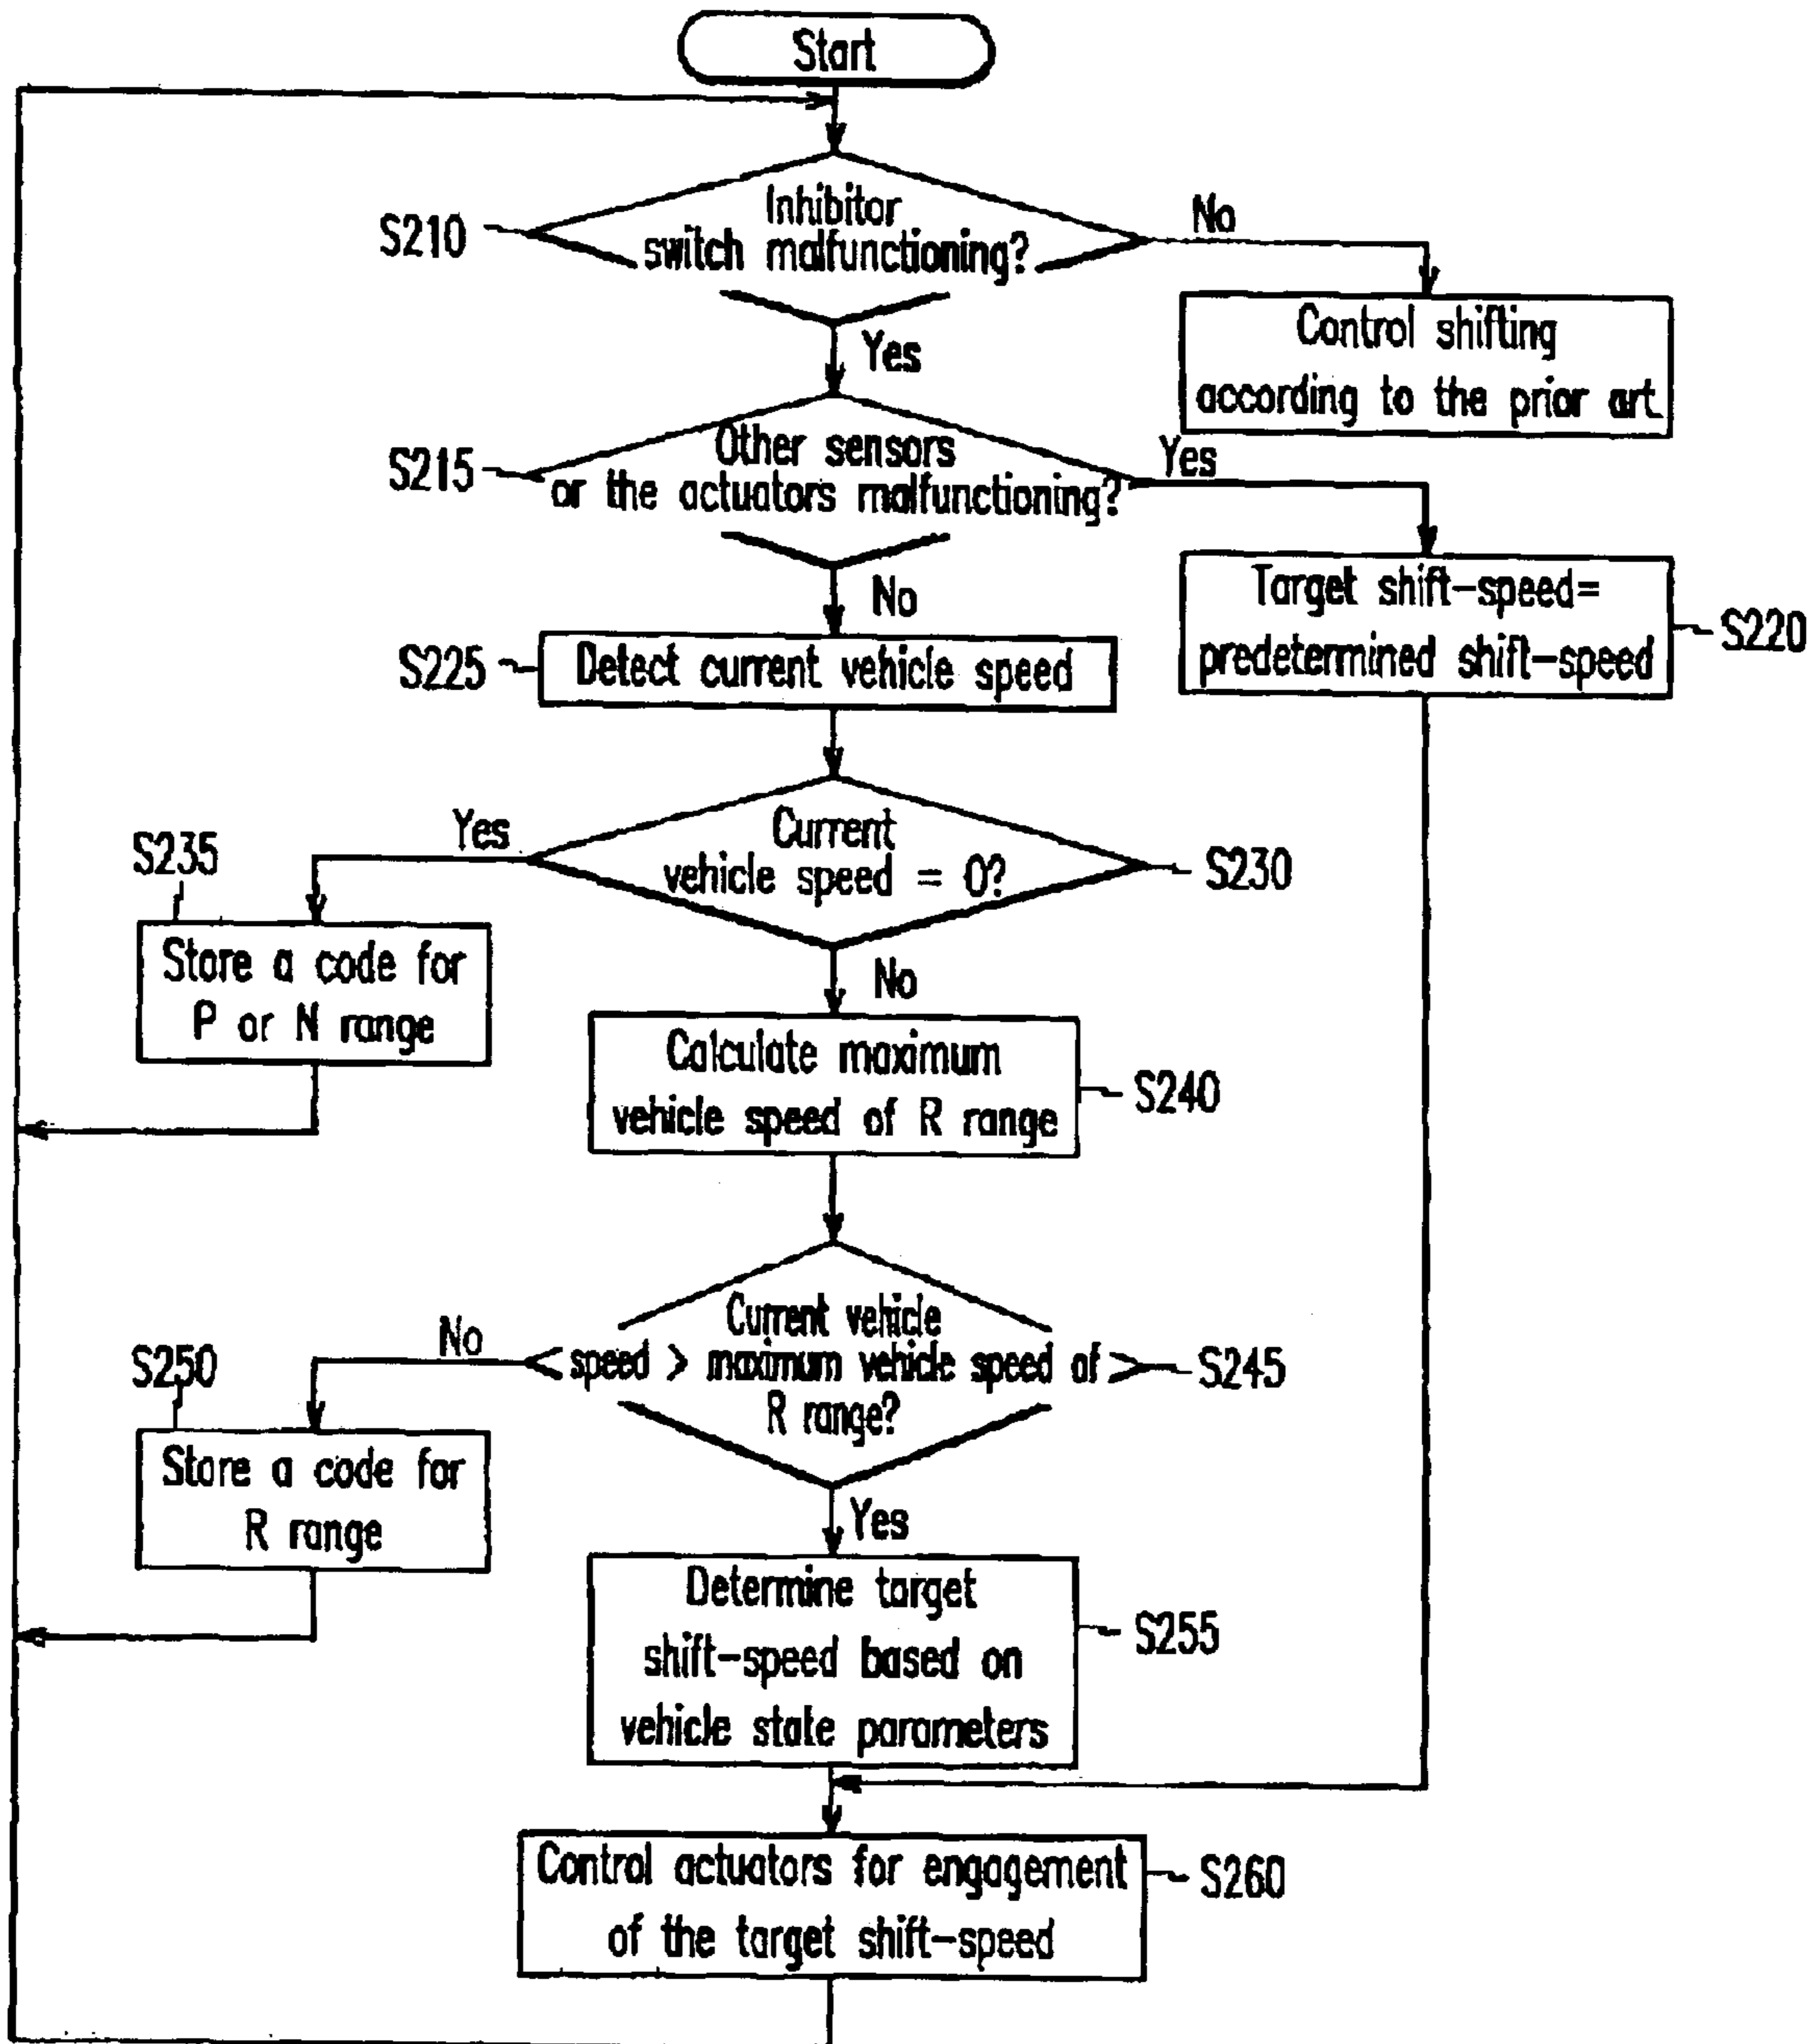 Start
S210
Inhibitor
switch malfunctioning?
No
Control shifting
according to the prior art
Yes
S215
Other sensors
or the actuators malfunctioning?
Yes
Target shift-speed=
predetermined shift-speed
S220
No
S225
Detect current vehicle speed
Yes
Current
vehicle speed = 0?
S230
S235
Store a code for
P or N range
No
Calculate maximum
vehicle speed of R range
S240
No
Current vehicle
speed > maximum vehicle speed of
R range?
S245
S250
Store a code for
R range
Yes
Determine target
shift-speed based on
vehicle state parameters
S255
Control actuators for engagement
of the target shift-speed
S260